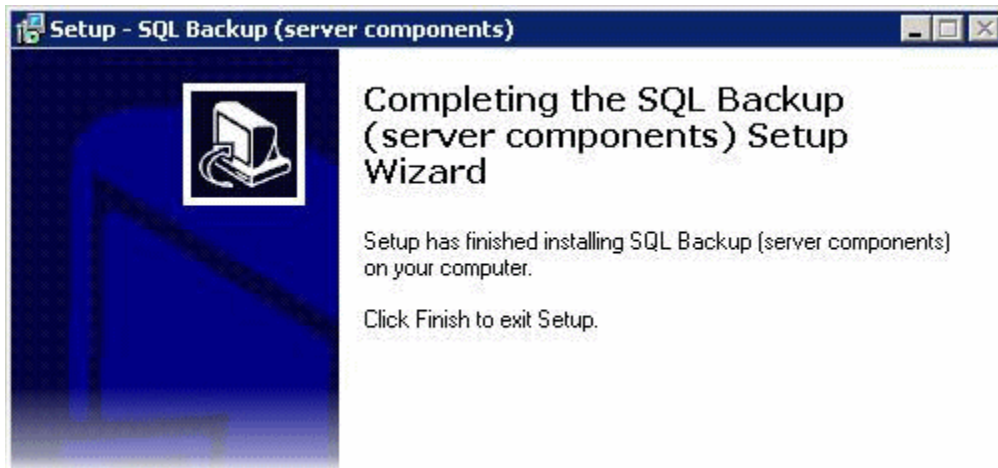 Setup - SQL Backup (server components)
Completing the SQL Backup
(server components) Setup
Wizard
Setup has finished installing SQL Backup (server components)
on your computer.
Click Finish to exit Setup.